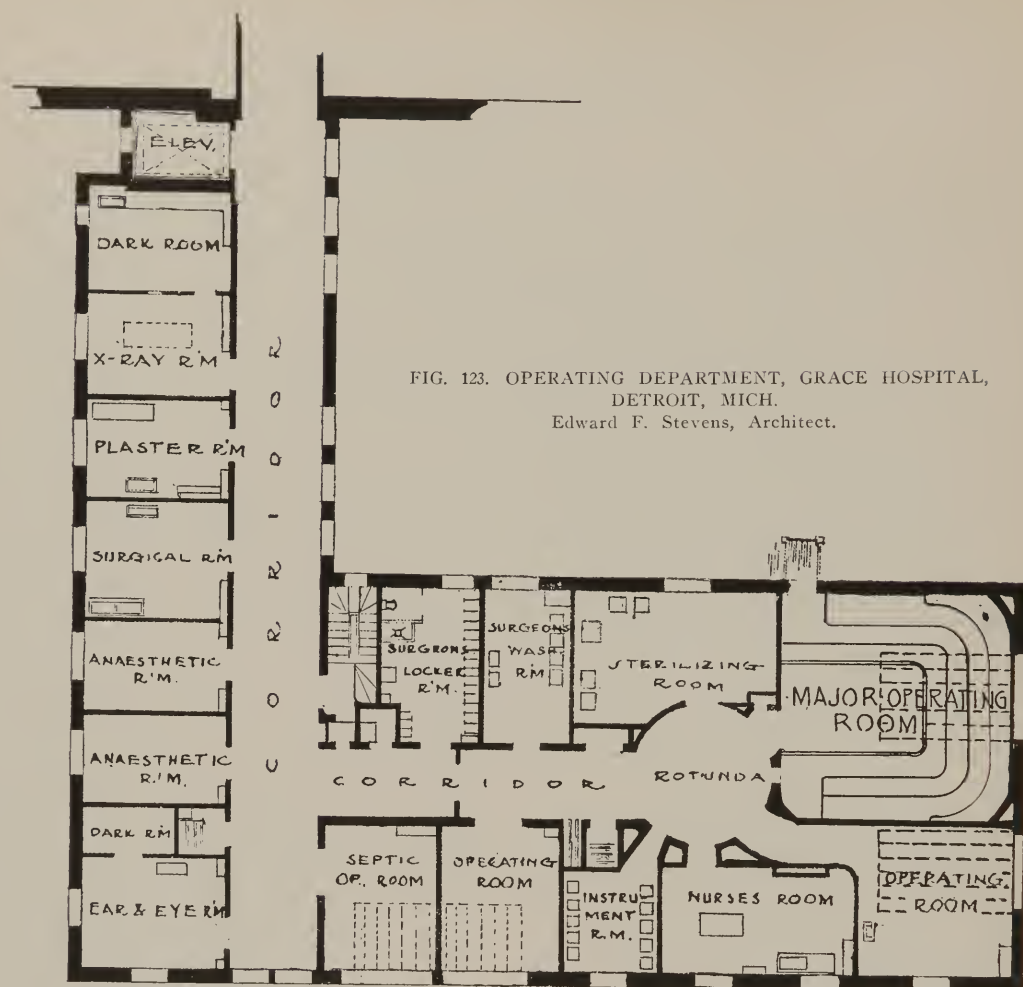 ELEV.
DARK ROOM
X-RAY R'M
PLASTER R'M
SURGICAL R'M
ANAESTHETIC
R'M.
ANAESTHETIC
R'M.
DARK RM
EAR & EYE R'M
CORRIDOR
FIG. 123. OPERATING DEPARTMENT, GRACE HOSPITAL,
DETROIT, MICH.
Edward F. Stevens, Architect.
SURGEONS
LOCKER
R'M.
SURGEONS
WASH
RM
STERILIZING
ROOM
MAJOR OPERATING
ROOM
CORRIDOR
ROTUNDA
SEPTIC
OP. ROOM
OPERATING
ROOM
INSTRU-
MENT
R.M.
NURSES ROOM
OPERATING
ROOM